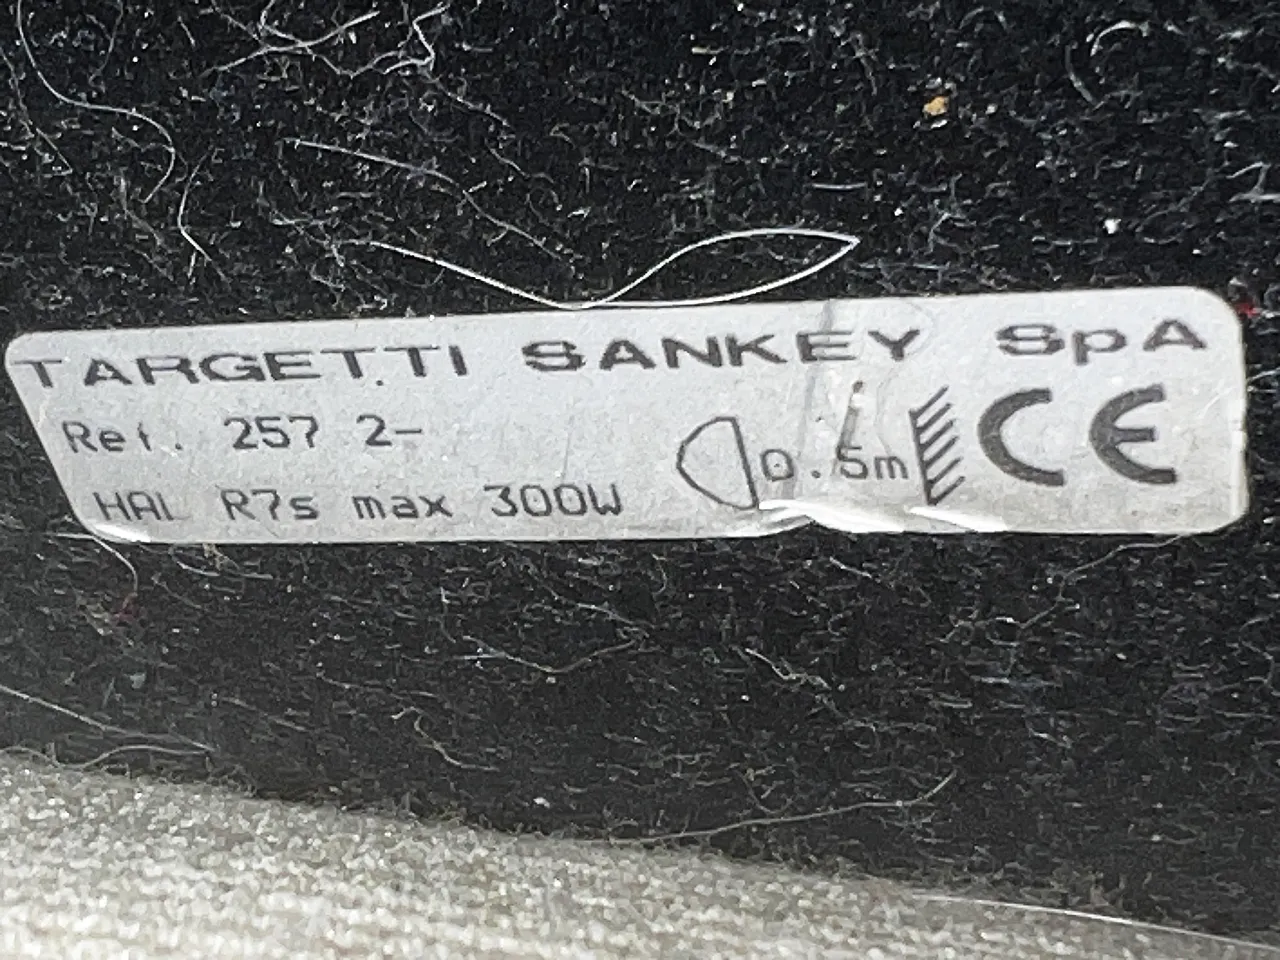 TARGETTI SANKEY SpA
Ref. 257 2-
0.5m CE
HAL R7s max 300W